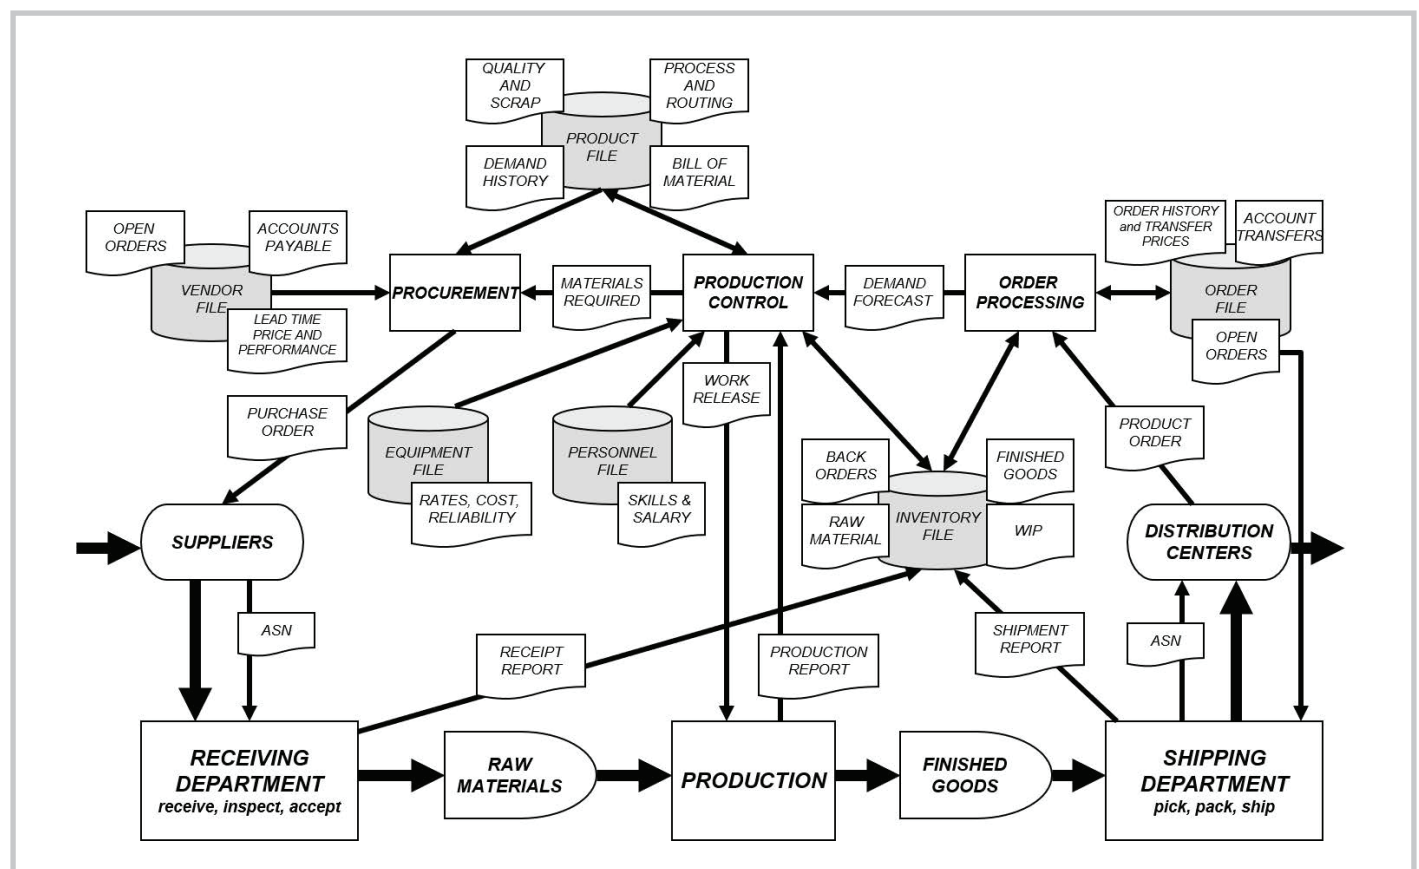 QUALITY
AND
SCRAP
PROCESS
AND
ROUTING
PRODUCT
FILE
DEMAND
HISTORY
BILL OF
MATERIAL
OPEN
ORDERS
ACCOUNTS
PAYABLE
VENDOR
FILE
LEAD TIME
PRICE AND
PERFORMANCE
PROCUREMENT
MATERIALS
REQUIRED
PRODUCTION
CONTROL
DEMAND
FORECAST
ORDER
PROCESSING
ORDER HISTORY
and TRANSFER
PRICES
ACCOUNT
TRANSFERS
ORDER
FILE
OPEN
ORDERS
PURCHASE
ORDER
EQUIPMENT
FILE
RATES, COST,
RELIABILITY
PERSONNEL
FILE
SKILLS &
SALARY
WORK
RELEASE
BACK
ORDERS
FINISHED
GOODS
RAW
MATERIAL
INVENTORY
FILE
WIP
PRODUCT
ORDER
SUPPLIERS
DISTRIBUTION
CENTERS
ASN
RECEIPT
REPORT
PRODUCTION
REPORT
SHIPMENT
REPORT
ASN
RECEIVING
DEPARTMENT
receive, inspect, accept
RAW
MATERIALS
PRODUCTION
FINISHED
GOODS
SHIPPING
DEPARTMENT
pick, pack, ship